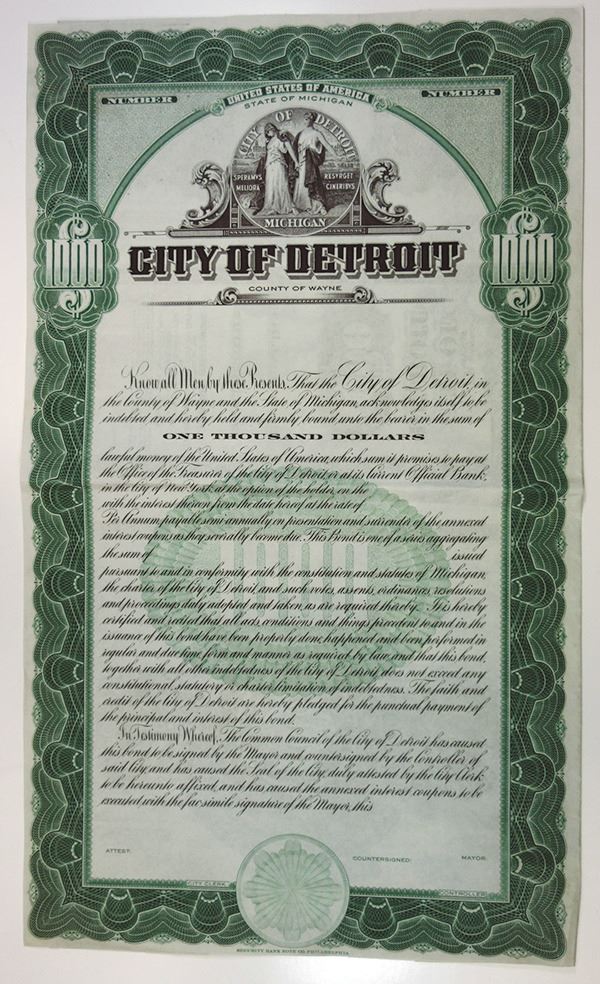 UNITED STATES OF AMERICA
STATE OF MICHIGAN
NUMBER
NUMBER
CITY OF DETROIT
SPERAMVS
MELIORA
RESVRGET
CINERIBVS
MICHIGAN
1000
1000
CITY OF DETROIT
COUNTY OF WAYNE
Know all Men by these Presents, That the City of Detroit, in
the County of Wayne and the State of Michigan, acknowledges itself to be
indebted and hereby held and firmly bound unto the bearer in the sum of
ONE THOUSAND DOLLARS
lawful money of the United States of America, which sum it promises to pay at
the Office of the Treasurer of the City of Detroit or at its Current Official Bank,
in the City of New York, at the option of the holder, on the
with the interest thereon from the date hereof at the rate of
Per Annum, payable semi-annually on presentation and surrender of the annexed
interest coupons as they severally become due. This Bond is one of a series aggregating
the sum of issued
pursuant to and in conformity with the constitution and statutes of Michigan,
the charter of the City of Detroit, and such votes, assents, ordinances, resolutions
and proceedings duly adopted and taken, as are required thereby. It is hereby
certified and recited that all acts, conditions and things precedent to and in the
issuance of this bond have been properly done, happened and been performed in
regular and due time, form and manner as required by law, and that this bond,
together with all other indebtedness of the City of Detroit does not exceed any
constitutional, statutory or charter limitation of indebtedness. The faith and
credit of the City of Detroit are hereby pledged for the punctual payment of
the principal and interest of this bond.
In Testimony Whereof, The Common Council of the City of Detroit has caused
this bond to be signed by the Mayor and countersigned by the Controller of
said City, and has caused the Seal of the City, duly attested by the City Clerk
to be hereunto affixed, and has caused the annexed interest coupons to be
executed with the fac simile signature of the Mayor, this
ATTEST:
COUNTERSIGNED:
MAYOR.
CITY CLERK.
CONTROLLER.
SECURITY BANK NOTE CO. PHILADELPHIA